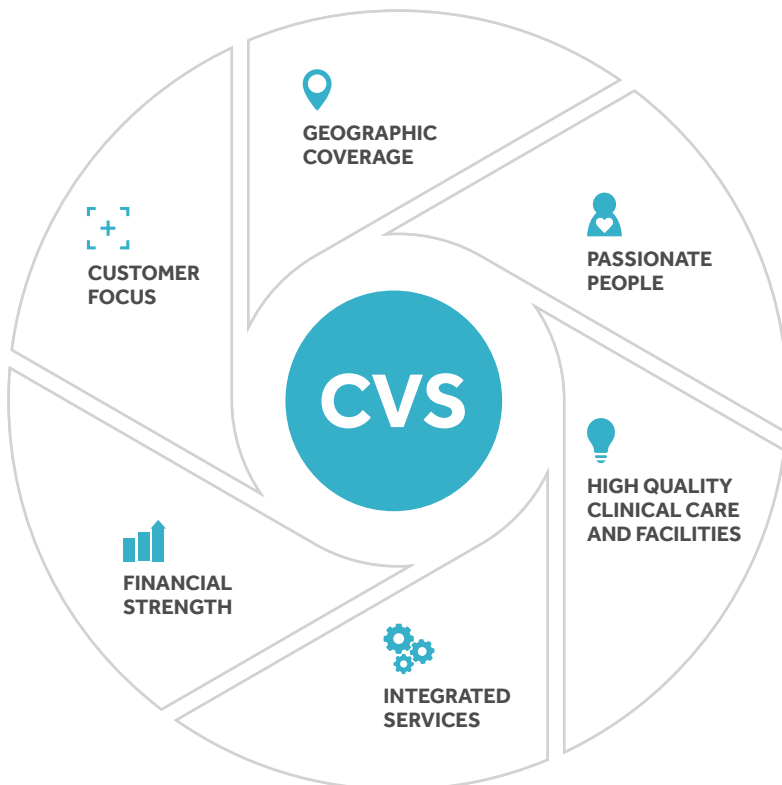 GEOGRAPHIC
COVERAGE
PASSIONATE
PEOPLE
HIGH QUALITY
CLINICAL CARE
AND FACILITIES
INTEGRATED
SERVICES
FINANCIAL
STRENGTH
CUSTOMER
FOCUS
CVS